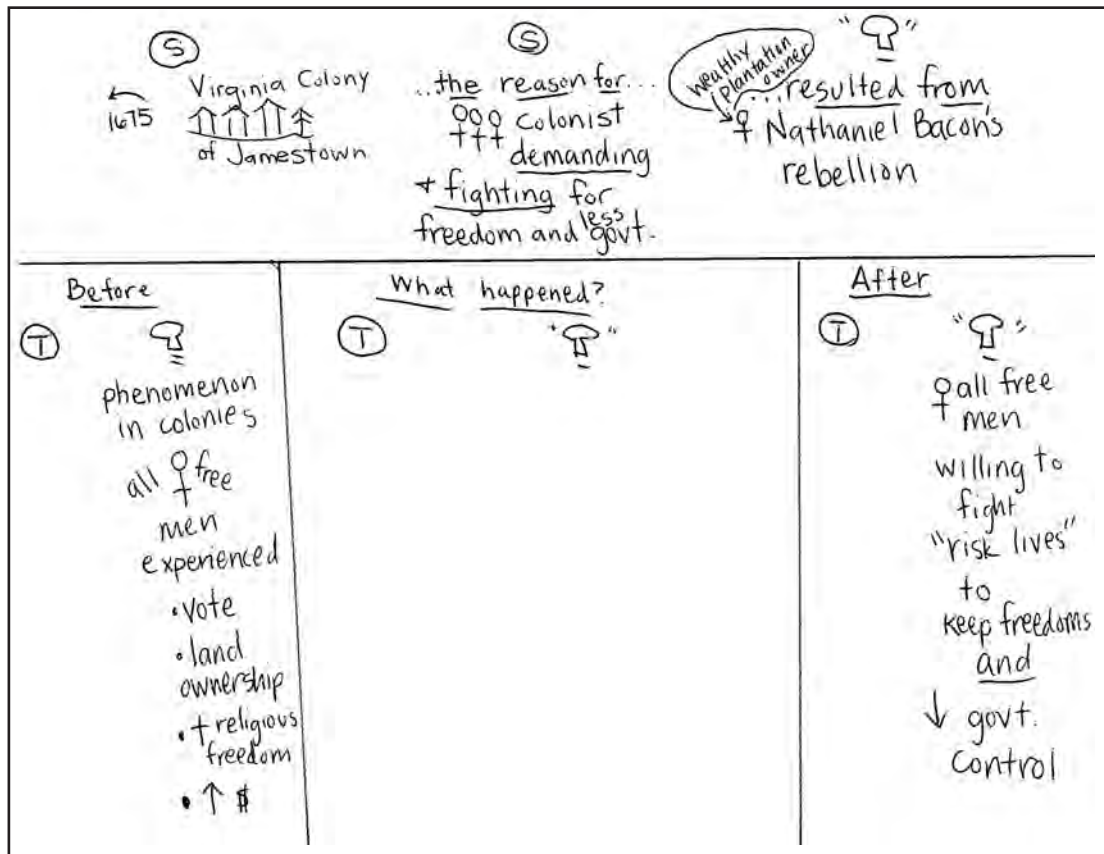 S
1675
Virginia Colony
of Jamestown
S
...the reason for...
colonist
demanding
+ fighting for
freedom and less govt.
wealthy
plantation
owner
" "
...resulted from
Nathaniel Bacon's
rebellion
Before
T
phenomenon
in colonies
all free
men
experienced
• vote
• land
ownership
• † religious
freedom
• ↑ $
What happened?
T
" "
After
T
" "
all free
men
willing to
fight
"risk lives"
to
keep freedoms
and
↓ govt.
control